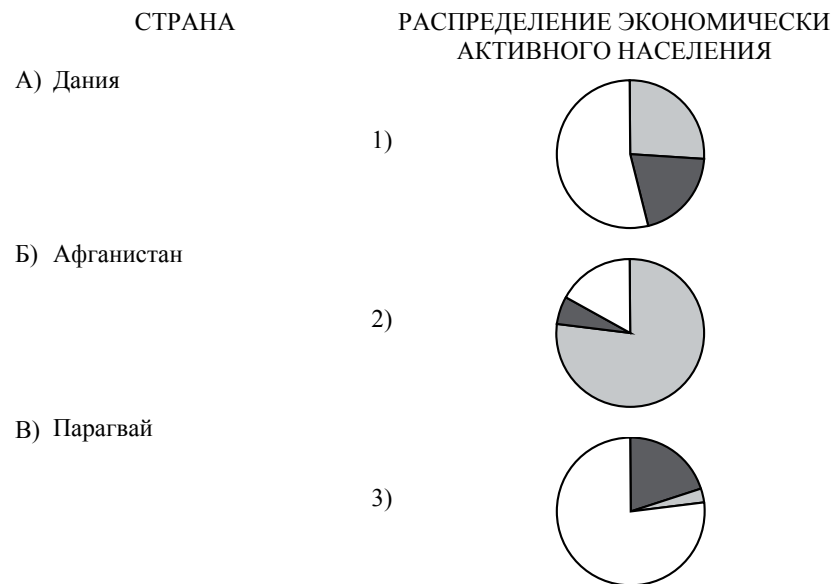 СТРАНА
РАСПРЕДЕЛЕНИЕ ЭКОНОМИЧЕСКИ
АКТИВНОГО НАСЕЛЕНИЯ
А) Дания
1)
Б) Афганистан
2)
В) Парагвай
3)